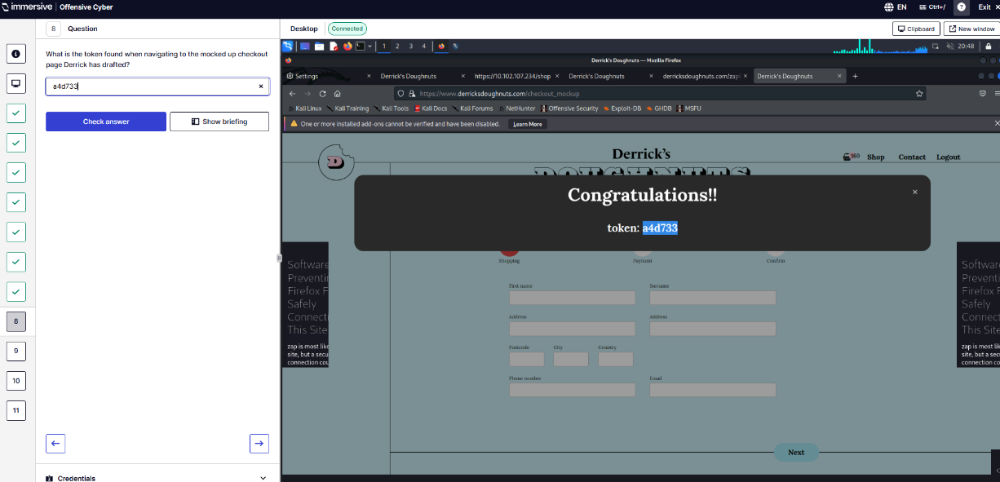 immersive | Offensive Cyber
EN
Ctrl+/
?
Exit
8 Question
What is the token found when navigating to the mocked up checkout
page Derrick has drafted?
a4d733
Check answer
Show briefing
8
9
10
11
Credentials
Desktop
Connected
Clipboard
New window
1 2 3 4
20:48
Derrick's Doughnuts — Mozilla Firefox
Settings
Derrick's Doughnuts
https://10.102.107.234/shop
Derrick's Doughnuts
derricksdoughnuts.com/zap
Derrick's Doughnuts
https://www.derricksdoughnuts.com/checkout_mockup
Kali Linux Kali Training Kali Tools Kali Docs Kali Forums NetHunter Offensive Security Exploit-DB GHDB MSFU
One or more installed add-ons cannot be verified and have been disabled. Learn More
D
Derrick's
DOUGHNUTS
160 Shop Contact Logout
Congratulations!!
token: a4d733
Shopping Payment Confirm
First name Surname
Address Address
Postcode City Country
Phone number Email
Next
Software
Preventi
Firefox F
Safely
Connecti
This Site
zap is most like
site, but a secu
connection cou
Software
Preventi
Firefox F
Safely
Connect
This Site
zap is most lik
site, but a sec
connection co